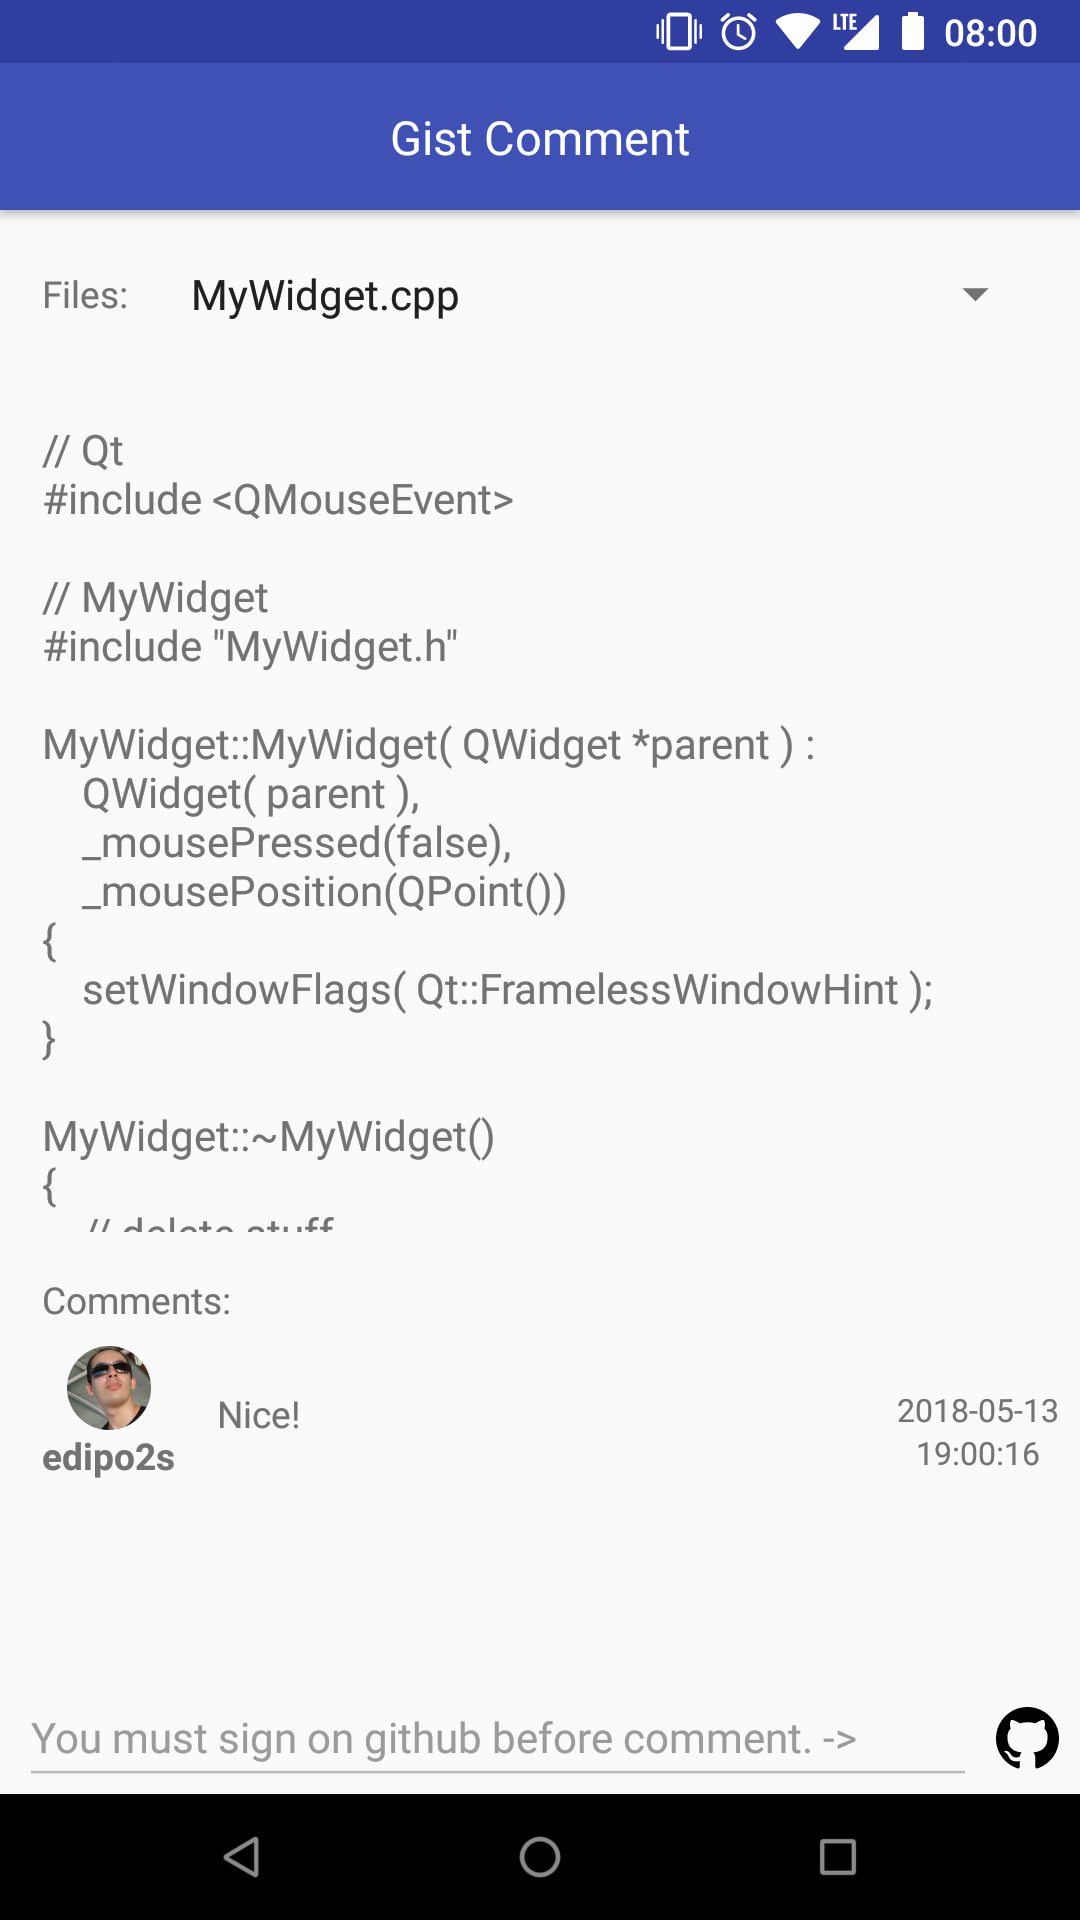 LTE 08:00
Gist Comment
Files: MyWidget.cpp
// Qt
#include <QMouseEvent>
// MyWidget
#include "MyWidget.h"
MyWidget::MyWidget( QWidget *parent ) :
QWidget( parent ),
_mousePressed(false),
_mousePosition(QPoint())
{
setWindowFlags( Qt::FramelessWindowHint );
}
MyWidget::~MyWidget()
{
// delete stuff
Comments:
Nice!
2018-05-13
19:00:16
edipo2s
You must sign on github before comment. ->